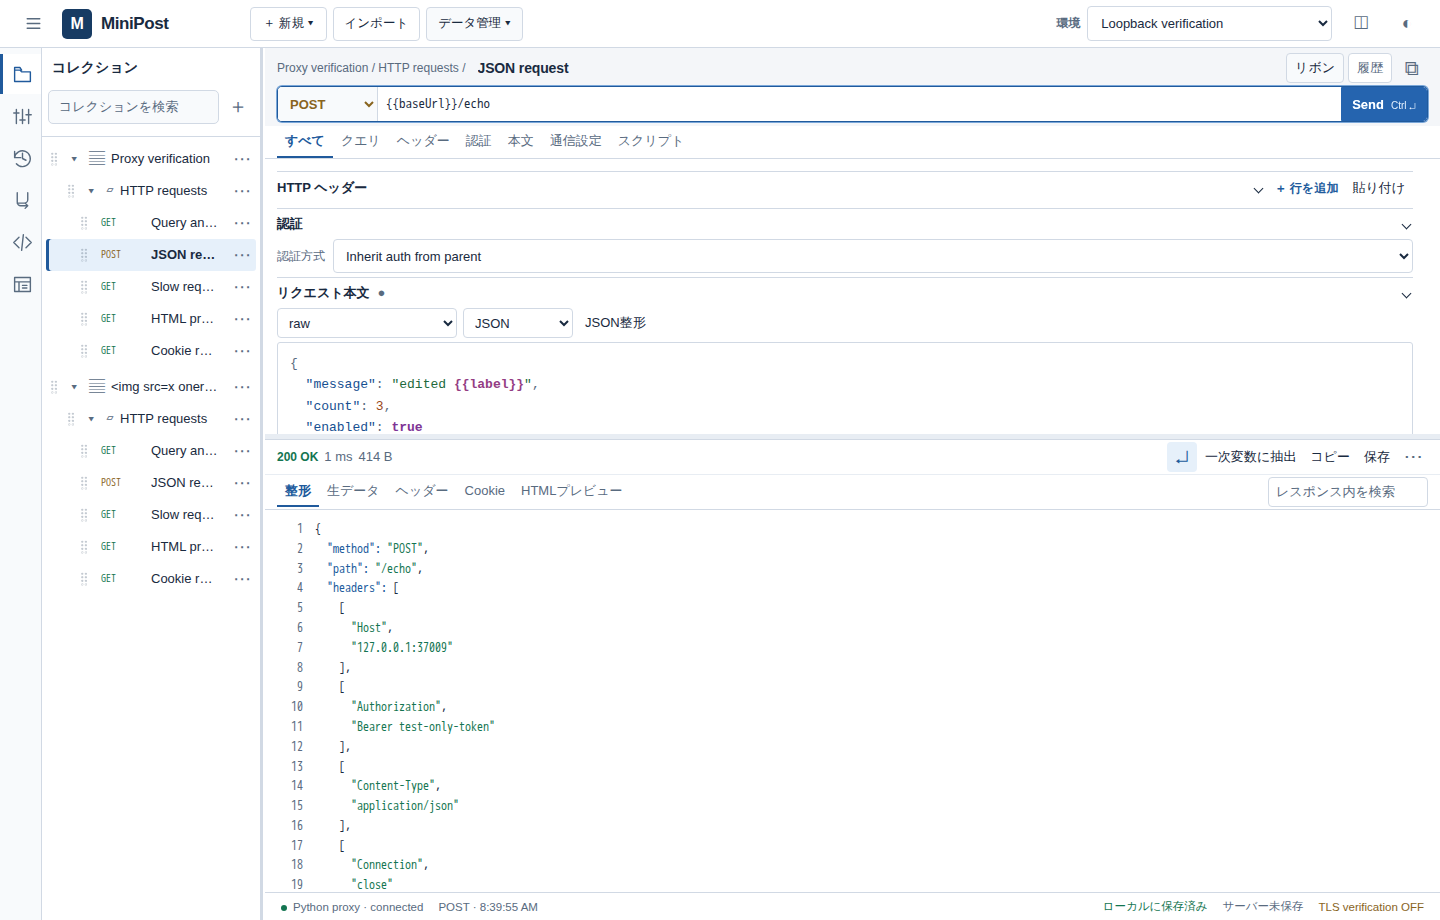 M MiniPost ＋ 新規 ▾ インポート データ管理 ▾ 環境 Loopback verification
コレクション
コレクションを検索 ＋
Proxy verification ···
HTTP requests ···
GET Query an… ···
POST JSON re… ···
GET Slow req… ···
GET HTML pr… ···
GET Cookie r… ···
<img src=x oner… ···
HTTP requests ···
GET Query an… ···
POST JSON re… ···
GET Slow req… ···
GET HTML pr… ···
GET Cookie r… ···
Proxy verification / HTTP requests / JSON request リボン 履歴
POST {{baseUrl}}/echo Send Ctrl ⏎
すべて クエリ ヘッダー 認証 本文 通信設定 スクリプト
HTTP ヘッダー + 行を追加 貼り付け
認証
認証方式 Inherit auth from parent
リクエスト本文 ●
raw JSON JSON整形
{
"message": "edited {{label}}",
"count": 3,
"enabled": true
200 OK 1 ms 414 B 一次変数に抽出 コピー 保存 ···
整形 生データ ヘッダー Cookie HTMLプレビュー レスポンス内を検索
1 {
2 "method": "POST",
3 "path": "/echo",
4 "headers": [
5 [
6 "Host",
7 "127.0.0.1:37009"
8 ],
9 [
10 "Authorization",
11 "Bearer test-only-token"
12 ],
13 [
14 "Content-Type",
15 "application/json"
16 ],
17 [
18 "Connection",
19 "close"
● Python proxy · connected POST · 8:39:55 AM ローカルに保存済み サーバー未保存 TLS verification OFF